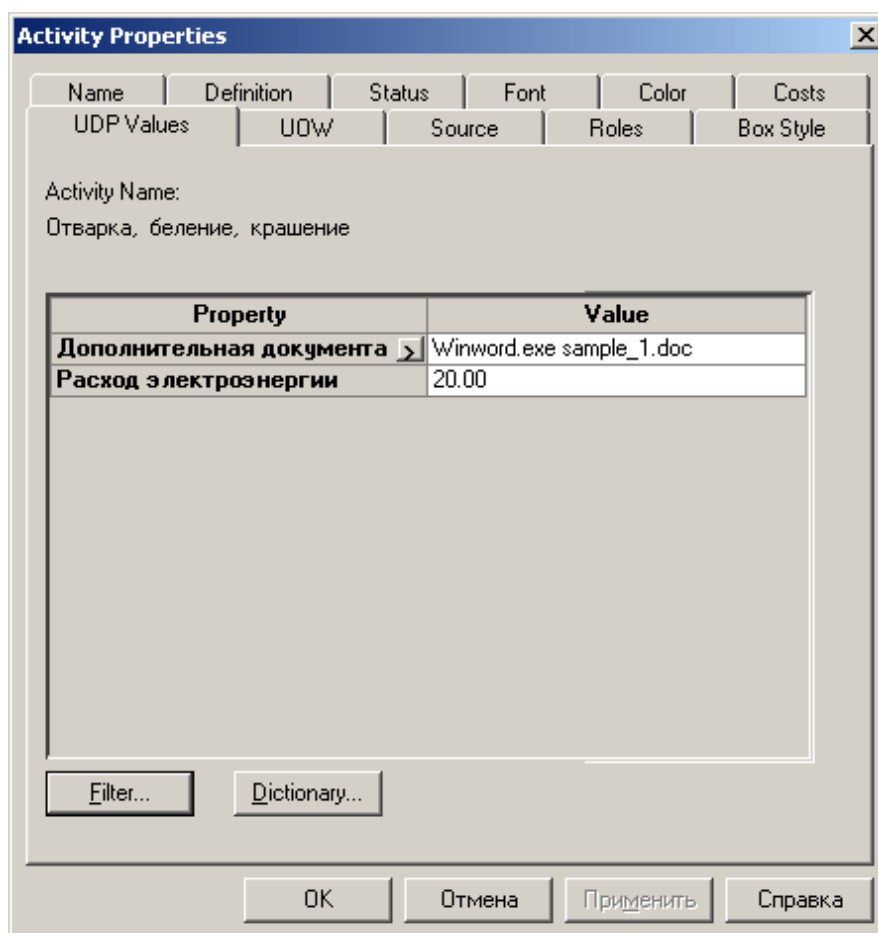 Activity Properties
Name Definition Status Font Color Costs
UDP Values UOW Source Roles Box Style
Activity Name:
Отварка, беление, крашение
Property Value
Дополнительная документа > Winword.exe sample_1.doc
Расход электроэнергии 20.00
Filter... Dictionary...
OK Отмена Применить Справка